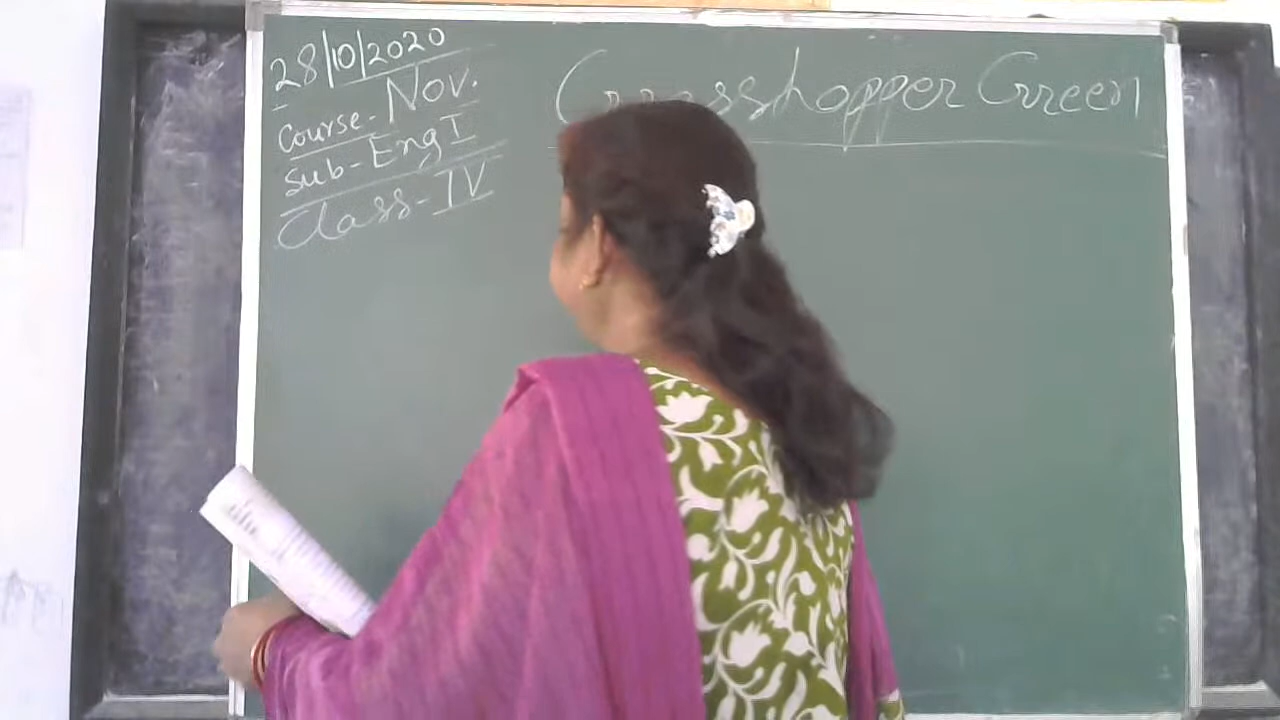 28/10/2020
Course-Nov.
Sub-Eng I
Class-IV
Grasshopper Green